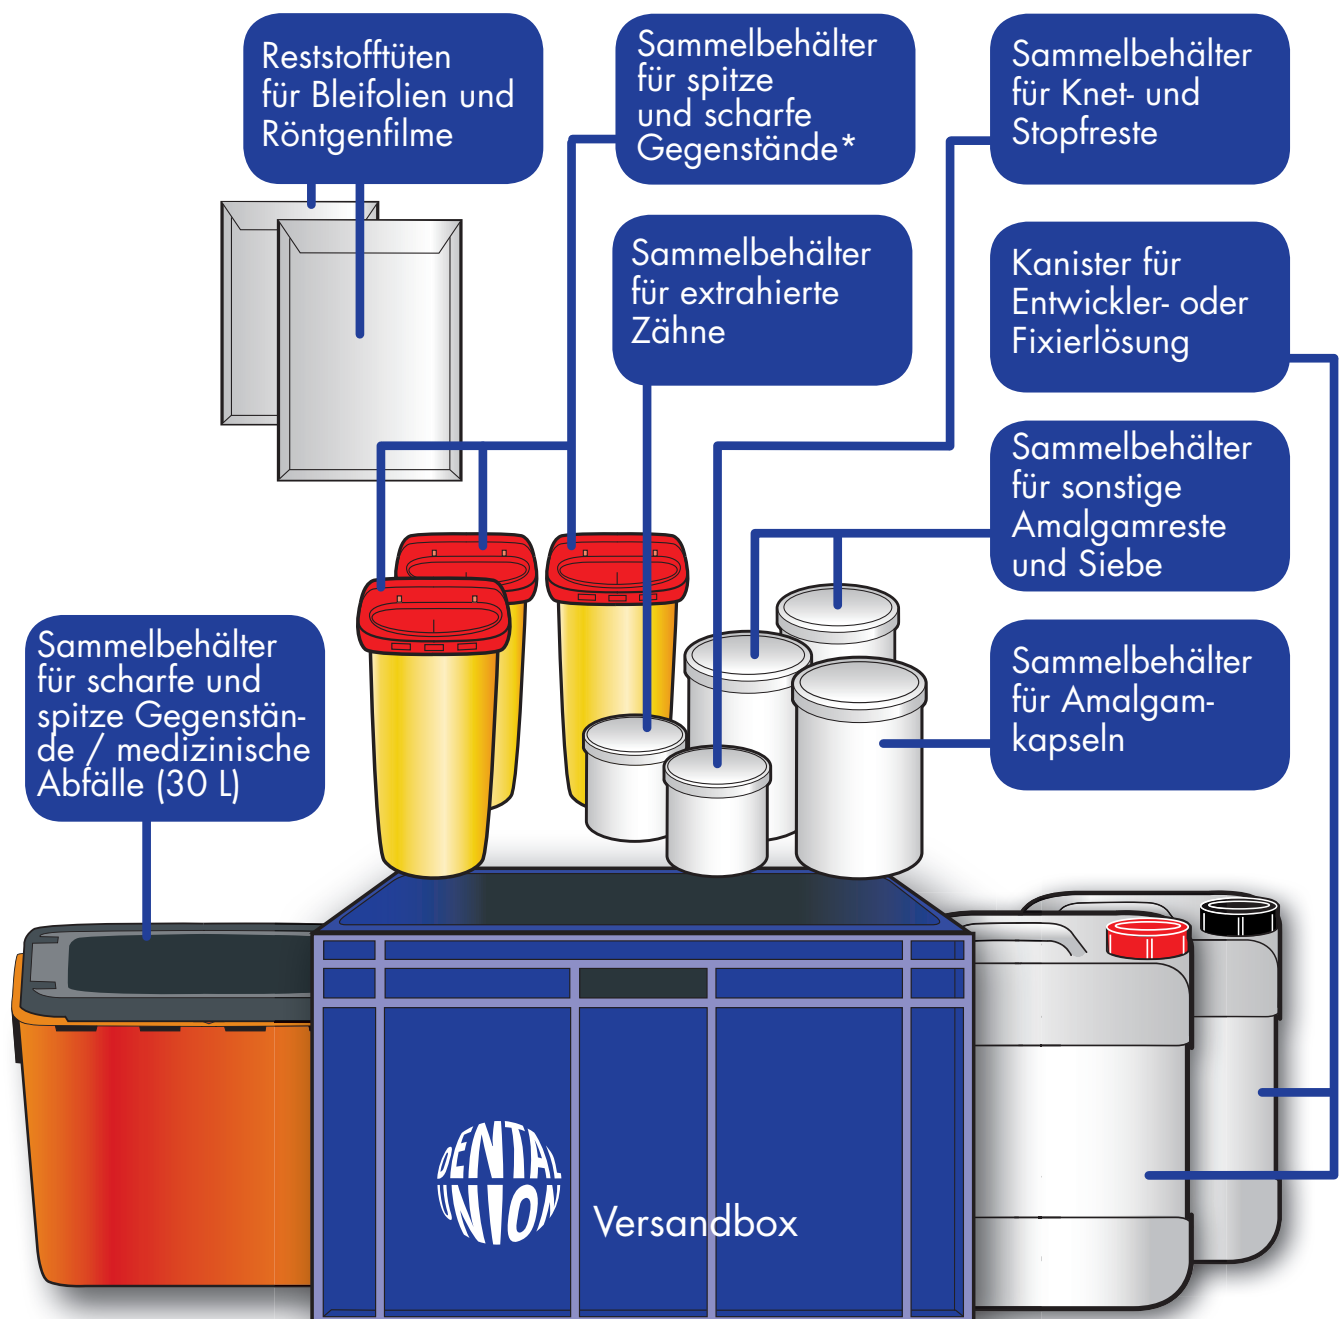 Reststofftüten
für Bleifolien und
Röntgenfilme
Sammelbehälter
für spitze
und scharfe
Gegenstände*
Sammelbehälter
für Knet- und
Stopfreste
Sammelbehälter
für extrahierte
Zähne
Kanister für
Entwickler- oder
Fixierlösung
Sammelbehälter
für sonstige
Amalgamreste
und Siebe
Sammelbehälter
für scharfe und
spitze Gegenstän-
de / medizinische
Abfälle (30 L)
Sammelbehälter
für Amalgam-
kapseln
DENTAL
UNION
Versandbox